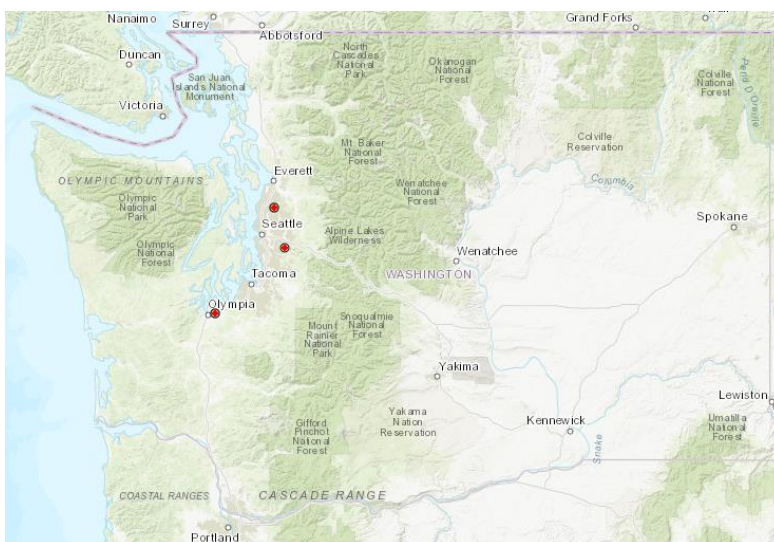 Nanaimo
Surrey
Abbotsford
Grand Forks
Duncan
San Juan
Islands National
Monument
Victoria
North
Cascades
National
Park
Okanogan
National
Forest
Colville
National
Forest
Pend O'Oreille
Mt Baker
National
Forest
Colville
Reservation
Everett
OLYMPIC MOUNTAINS
Olympic
National
Park
Wenatchee
National
Forest
Columbia
Seattle
Alpine Lakes
Wilderness
Spokane
Olympic
National
Forest
Wenatchee
Tacoma
WASHINGTON
Olympia
Snoqualmie
National
Forest
Mount
Rainier
National
Park
Yakima
Lewiston
Yakama
Nation
Reservation
Gifford
Pinchot
National
Forest
Kennewick
Umatilla
National
Forest
Snake
COASTAL RANGES
CASCADE RANGE
Portland